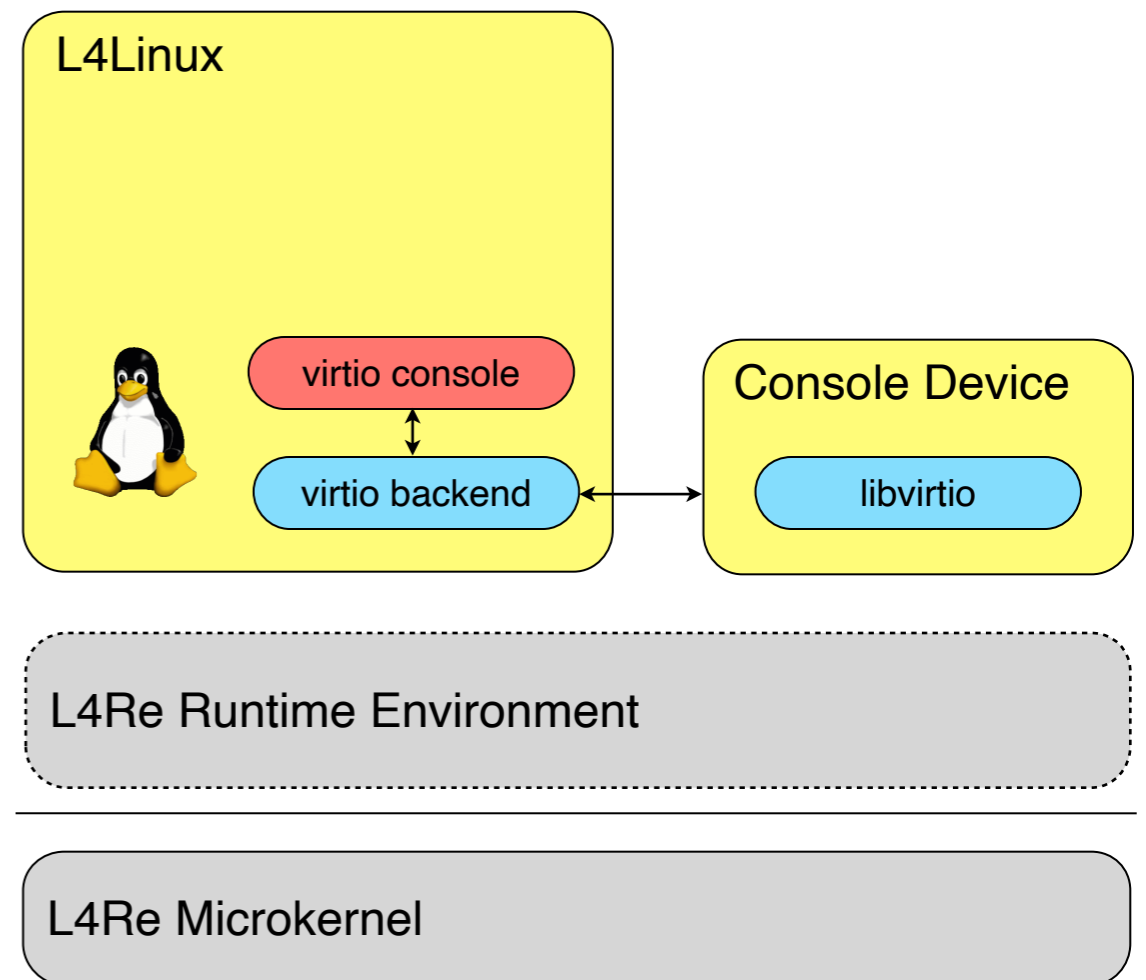 L4Linux
virtio console
Console Device
virtio backend
libvirtio
L4Re Runtime Environment
L4Re Microkernel